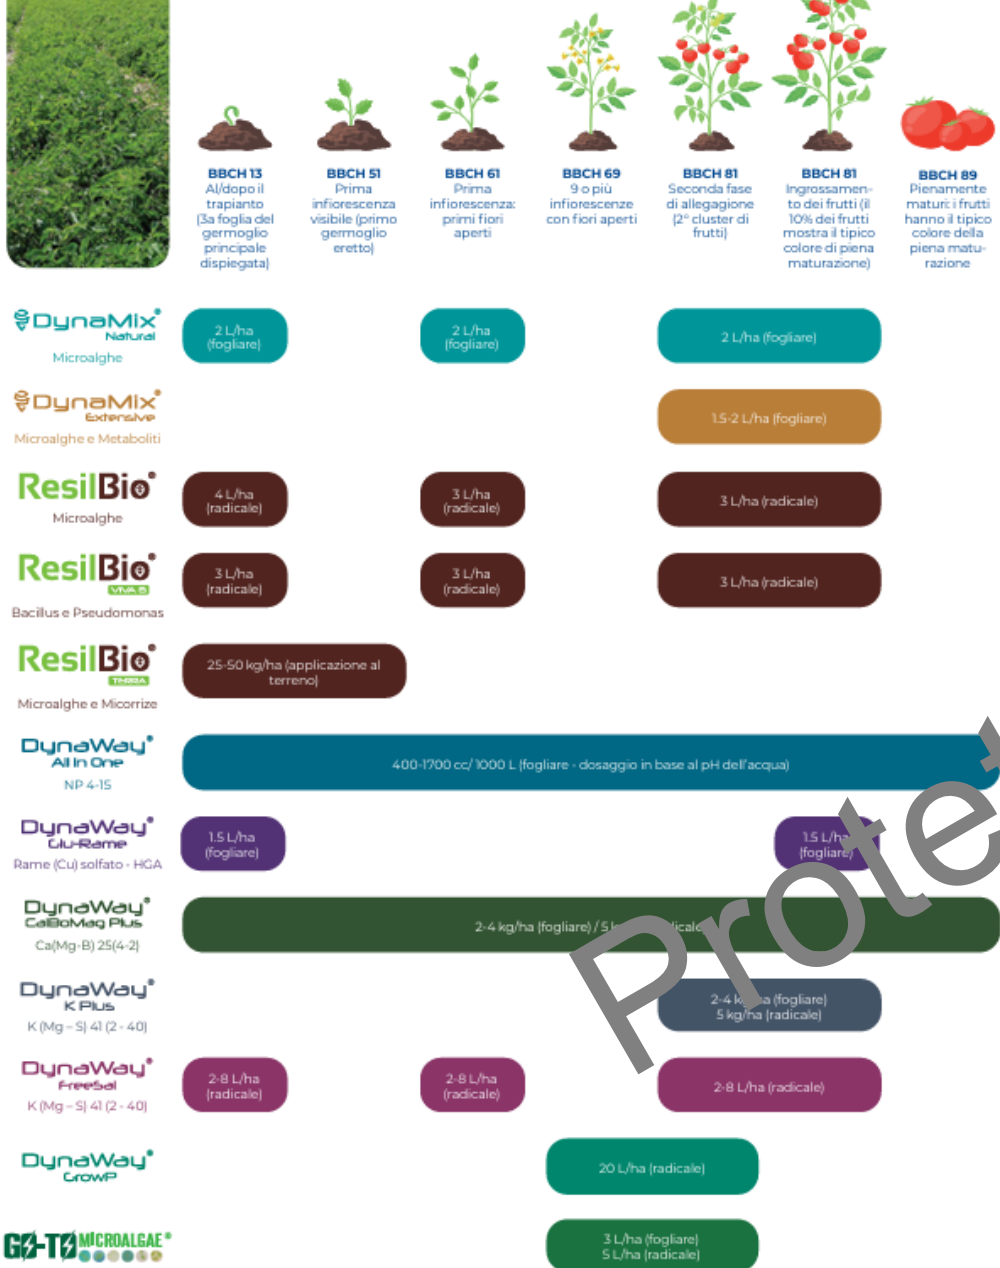 BBCH 13
Al/dopo il
trapianto
(3a foglia del
germoglio
principale
dispiegata)
BBCH 51
Prima
infiorescenza
visibile (primo
germoglio
eretto)
BBCH 61
Prima
infiorescenza:
primi fiori
aperti
BBCH 69
9 o più
infiorescenze
con fiori aperti
BBCH 81
Seconda fase
di allegagione
(2° cluster di
frutti)
BBCH 81
Ingrossamen-
to dei frutti (il
10% dei frutti
mostra il tipico
colore di piena
maturazione)
BBCH 89
Pienamente
maturi: i frutti
hanno il tipico
colore della
piena matu-
razione
DynaMix®
Natural
Microalghe
2 L/ha
(fogliare)
2 L/ha
(fogliare)
2 L/ha (fogliare)
DynaMix®
Extensive
Microalghe e Metaboliti
1.5-2 L/ha (fogliare)
ResilBio®
Microalghe
4 L/ha
(radicale)
3 L/ha
(radicale)
3 L/ha (radicale)
ResilBio®
VIVA S
Bacillus e Pseudomonas
3 L/ha
(radicale)
3 L/ha
(radicale)
3 L/ha (radicale)
ResilBio®
TERRA
Microalghe e Micorrize
25-50 kg/ha (applicazione al
terreno)
DynaWay®
All In One
NP 4-15
400-1700 cc/ 1000 L (fogliare - dosaggio in base al pH dell'acqua)
DynaWay®
Glu-Rame
Rame (Cu) solfato - HGA
1.5 L/ha
(fogliare)
1.5 L/ha
(fogliare)
DynaWay®
CalBoMag Plus
Ca(Mg-B) 25(4-2)
2-4 kg/ha (fogliare) / 5
DynaWay®
K Plus
K (Mg – S) 41 (2 - 40)
2-4 kg/ha (fogliare)
5 kg/ha (radicale)
DynaWay®
FreeSal
K (Mg – S) 41 (2 - 40)
2-8 L/ha
(radicale)
2-8 L/ha
(radicale)
2-8 L/ha (radicale)
DynaWay®
GrowP
20 L/ha (radicale)
GO-TO MICROALGAE®
3 L/ha (fogliare)
5 L/ha (radicale)
Prote